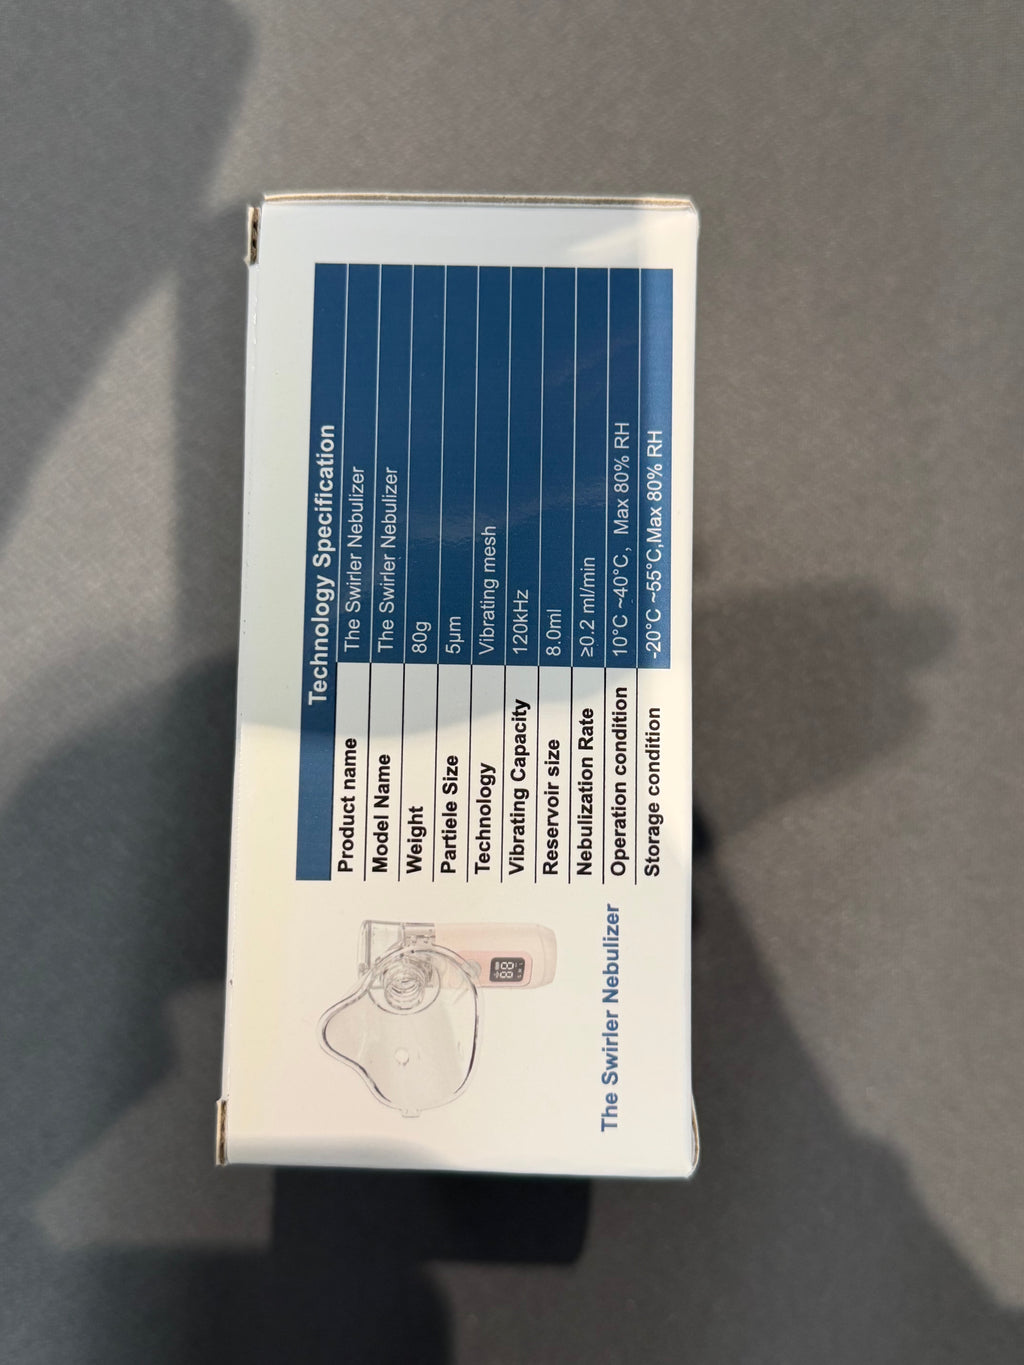 Technology Specification
Product name The Swirler Nebulizer
Model Name The Swirler Nebulizer
Weight 80g
Partiele Size 5μm
Technology Vibrating mesh
Vibrating Capacity 120kHz
Reservoir size 8.0ml
Nebulization Rate ≥0.2 ml/min
Operation condition 10°C ~40°C, Max 80% RH
Storage condition -20°C ~55°C,Max 80% RH
The Swirler Nebulizer